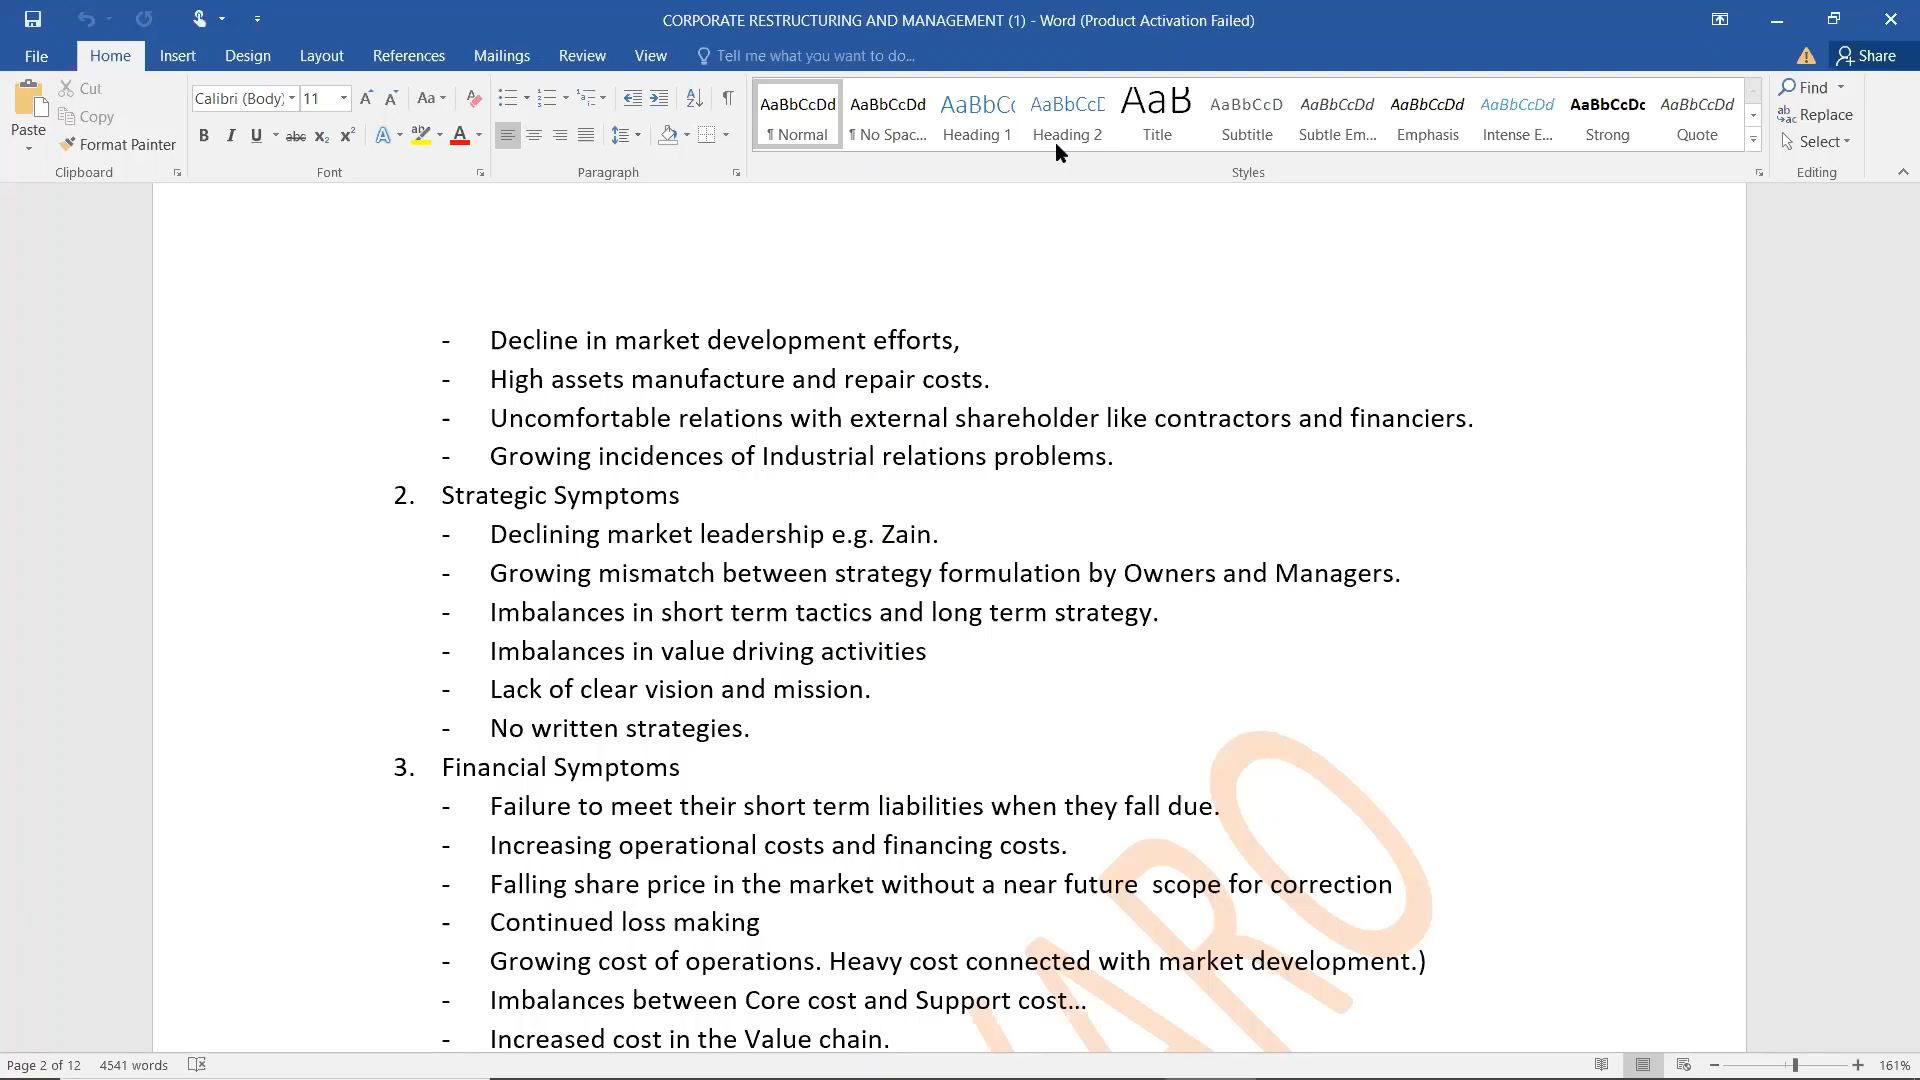 CORPORATE RESTRUCTURING AND MANAGEMENT (1) - Word (Product Activation Failed)
File Home Insert Design Layout References Mailings Review View Tell me what you want to do... Share
Paste
Cut
Copy
Format Painter
Clipboard
Calibri (Body) 11
Font
Paragraph
AaBbCcDd AaBbCcDd AaBbCc AaBbCcD AaB AaBbCcD AaBbCcDd AaBbCcDd AaBbCcDd AaBbCcDc AaBbCcDd
¶ Normal ¶ No Spac... Heading 1 Heading 2 Title Subtitle Subtle Em... Emphasis Intense E... Strong Quote
Styles
Find
Replace
Select
Editing
- Decline in market development efforts,
- High assets manufacture and repair costs.
- Uncomfortable relations with external shareholder like contractors and financiers.
- Growing incidences of Industrial relations problems.
2. Strategic Symptoms
- Declining market leadership e.g. Zain.
- Growing mismatch between strategy formulation by Owners and Managers.
- Imbalances in short term tactics and long term strategy.
- Imbalances in value driving activities
- Lack of clear vision and mission.
- No written strategies.
3. Financial Symptoms
- Failure to meet their short term liabilities when they fall due.
- Increasing operational costs and financing costs.
- Falling share price in the market without a near future scope for correction
- Continued loss making
- Growing cost of operations. Heavy cost connected with market development.)
- Imbalances between Core cost and Support cost…
- Increased cost in the Value chain.
Page 2 of 12 4541 words 161%